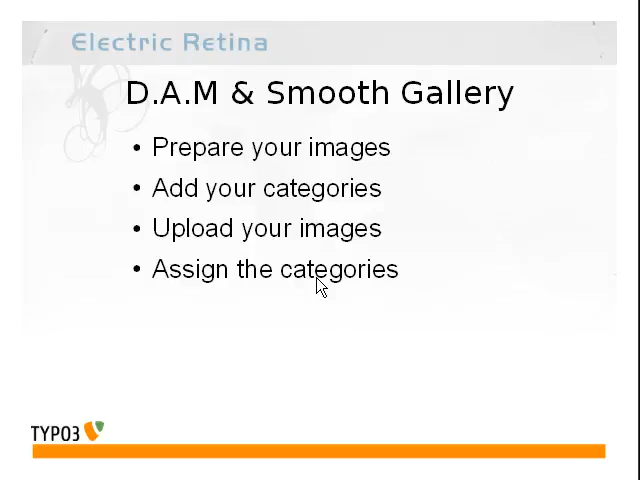 Electric Retina
D.A.M & Smooth Gallery
• Prepare your images
• Add your categories
• Upload your images
• Assign the categories
TYPO3